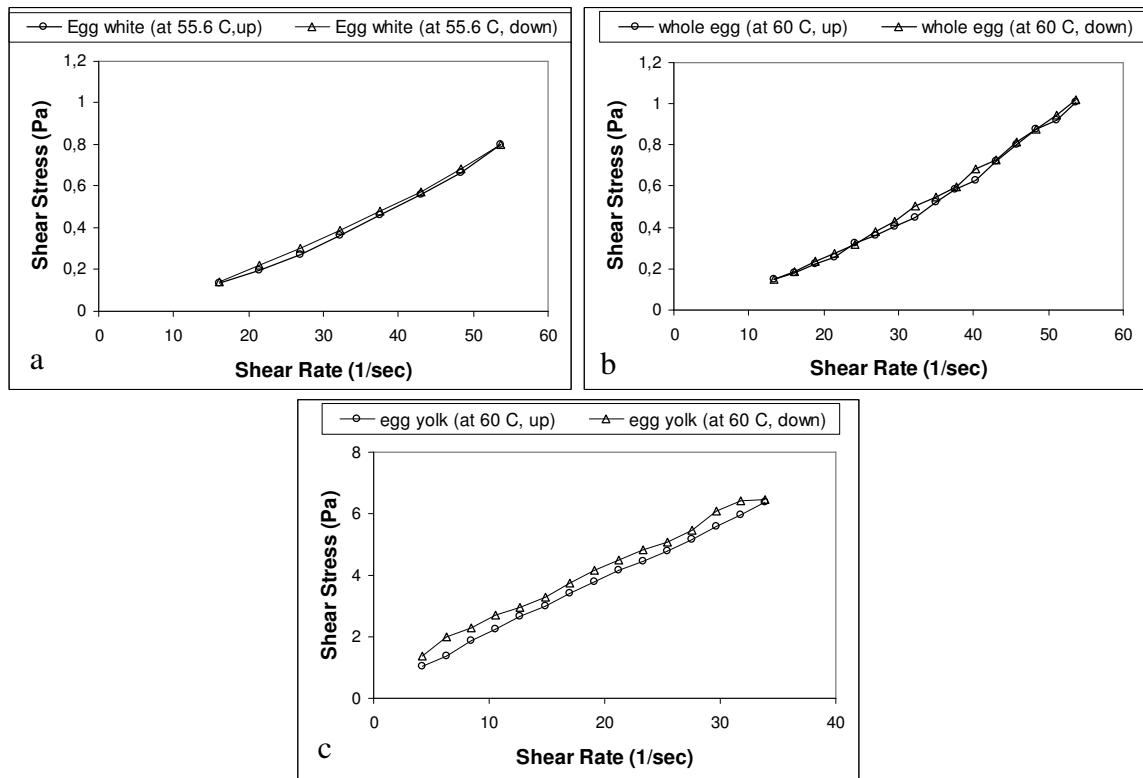 Egg white (at 55.6 C,up) Egg white (at 55.6 C, down)
1,2
1
0,8
0,6
0,4
0,2
0
Shear Stress (Pa)
0 10 20 30 40 50 60
Shear Rate (1/sec)
a
whole egg (at 60 C, up) whole egg (at 60 C, down)
1,2
1
0,8
0,6
0,4
0,2
0
Shear Stress (Pa)
0 10 20 30 40 50 60
Shear Rate (1/sec)
b
egg yolk (at 60 C, up) egg yolk (at 60 C, down)
8
6
4
2
0
Shear Stress (Pa)
0 10 20 30 40
Shear Rate (1/sec)
c